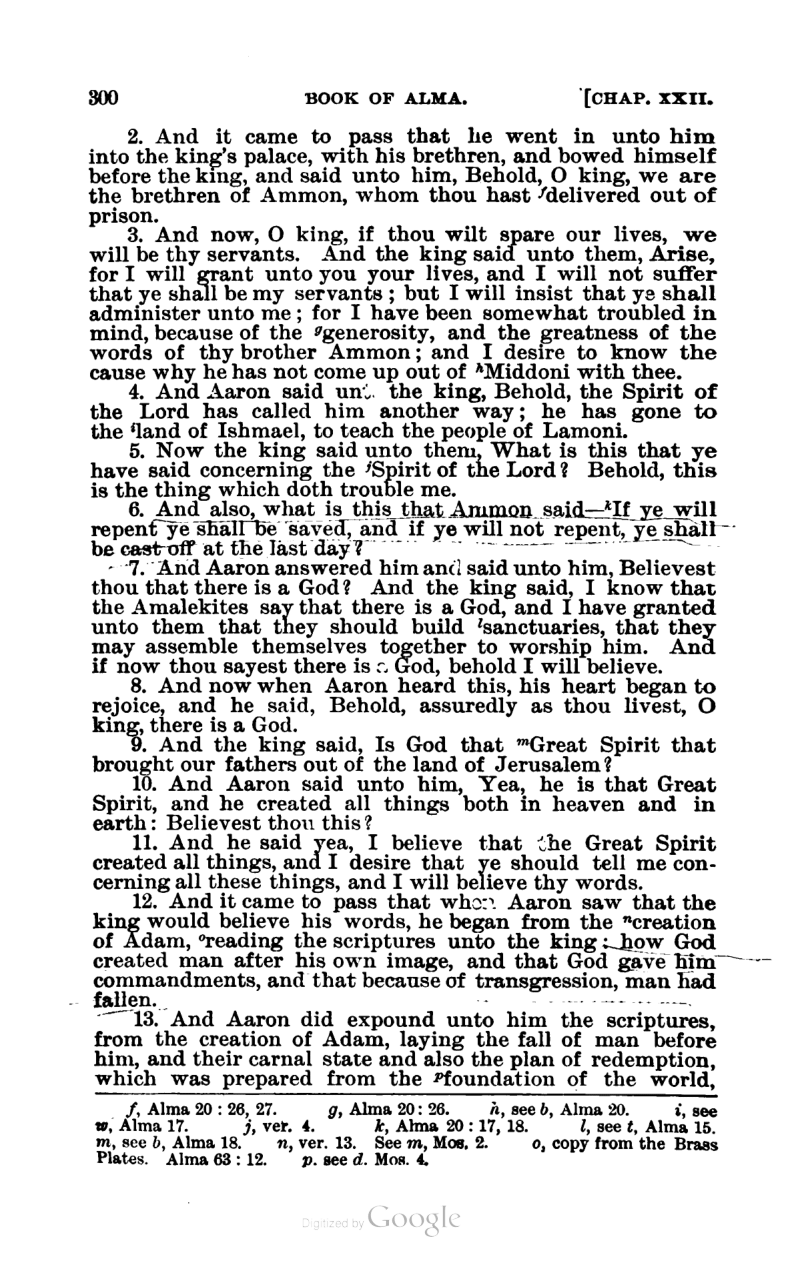 300 BOOK OF ALMA. [CHAP. XXII.
2. And it came to pass that he went in unto him
into the king's palace, with his brethren, and bowed himself
before the king, and said unto him, Behold, O king, we are
the brethren of Ammon, whom thou hast fdelivered out of
prison.
3. And now, O king, if thou wilt spare our lives, we
will be thy servants. And the king said unto them, Arise,
for I will grant unto you your lives, and I will not suffer
that ye shall be my servants; but I will insist that ye shall
administer unto me; for I have been somewhat troubled in
mind, because of the ggenerosity, and the greatness of the
words of thy brother Ammon; and I desire to know the
cause why he has not come up out of hMiddoni with thee.
4. And Aaron said unt. the king, Behold, the Spirit of
the Lord has called him another way; he has gone to
the iland of Ishmael, to teach the people of Lamoni.
5. Now the king said unto them, What is this that ye
have said concerning the jSpirit of the Lord? Behold, this
is the thing which doth trouble me.
6. And also, what is this that Ammon said—kIf ye will
repent ye shall be saved, and if ye will not repent, ye shall
be cast off at the last day?
7. And Aaron answered him and said unto him, Believest
thou that there is a God? And the king said, I know that
the Amalekites say that there is a God, and I have granted
unto them that they should build lsanctuaries, that they
may assemble themselves together to worship him. And
if now thou sayest there is a God, behold I will believe.
8. And now when Aaron heard this, his heart began to
rejoice, and he said, Behold, assuredly as thou livest, O
king, there is a God.
9. And the king said, Is God that mGreat Spirit that
brought our fathers out of the land of Jerusalem?
10. And Aaron said unto him, Yea, he is that Great
Spirit, and he created all things both in heaven and in
earth: Believest thou this?
11. And he said yea, I believe that the Great Spirit
created all things, and I desire that ye should tell me con-
cerning all these things, and I will believe thy words.
12. And it came to pass that when Aaron saw that the
king would believe his words, he began from the ncreation
of Adam, oreading the scriptures unto the king; how God
created man after his own image, and that God gave him
commandments, and that because of transgression, man had
fallen.
13. And Aaron did expound unto him the scriptures,
from the creation of Adam, laying the fall of man before
him, and their carnal state and also the plan of redemption,
which was prepared from the pfoundation of the world,
f, Alma 20 : 26, 27. g, Alma 20: 26. h, see b, Alma 20. i, see
w, Alma 17. j, ver. 4. k, Alma 20 : 17, 18. l, see t, Alma 15.
m, see b, Alma 18. n, ver. 13. See m, Mos. 2. o, copy from the Brass
Plates. Alma 63 : 12. p. see d. Mos. 4.
Digitized by Google